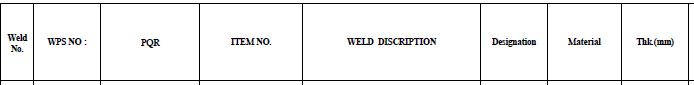 Weld No.
WPS NO :
PQR
ITEM NO.
WELD DISCRIPTION
Designation
Material
Thk.(mm)